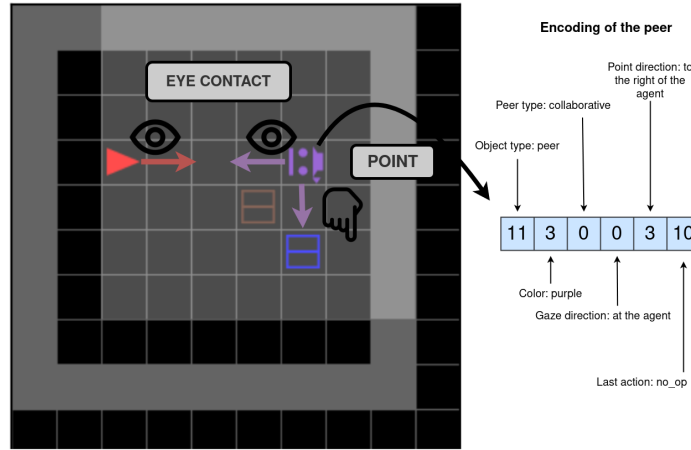 Encoding of the peer
EYE CONTACT
Point direction: to
the right of the
agent
Peer type: collaborative
Object type: peer
POINT
11 3 0 0 3 10
Color: purple
Gaze direction: at the agent
Last action: no_op